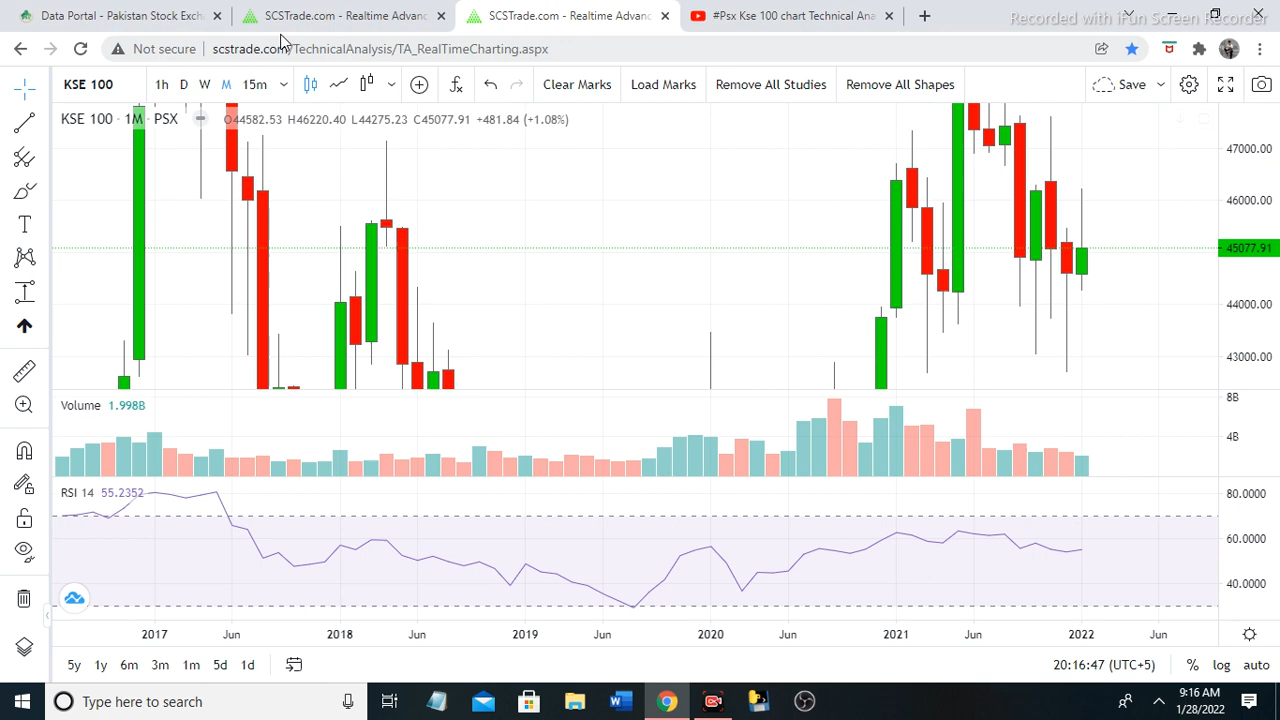 Data Portal - Pakistan Stock Exch
SCSTrade.com - Realtime Advan
SCSTrade.com - Realtime Advanc
#Psx Kse 100 chart Technical An
Recorded with iFun Screen Recorder
Not secure
scstrade.com/TechnicalAnalysis/TA_RealTimeCharting.aspx
KSE 100
1h D W M 15m
Clear Marks
Load Marks
Remove All Studies
Remove All Shapes
Save
KSE 100 · 1M · PSX
O44582.53 H46220.40 L44275.23 C45077.91 +481.84 (+1.08%)
47000.00
46000.00
45077.91
44000.00
43000.00
Volume 1.998B
8B
4B
RSI 14 55.2352
80.0000
60.0000
40.0000
2017 Jun 2018 Jun 2019 Jun 2020 Jun 2021 Jun 2022 Jun
5y 1y 6m 3m 1m 5d 1d
20:16:47 (UTC+5)
% log auto
Type here to search
9:16 AM
1/28/2022